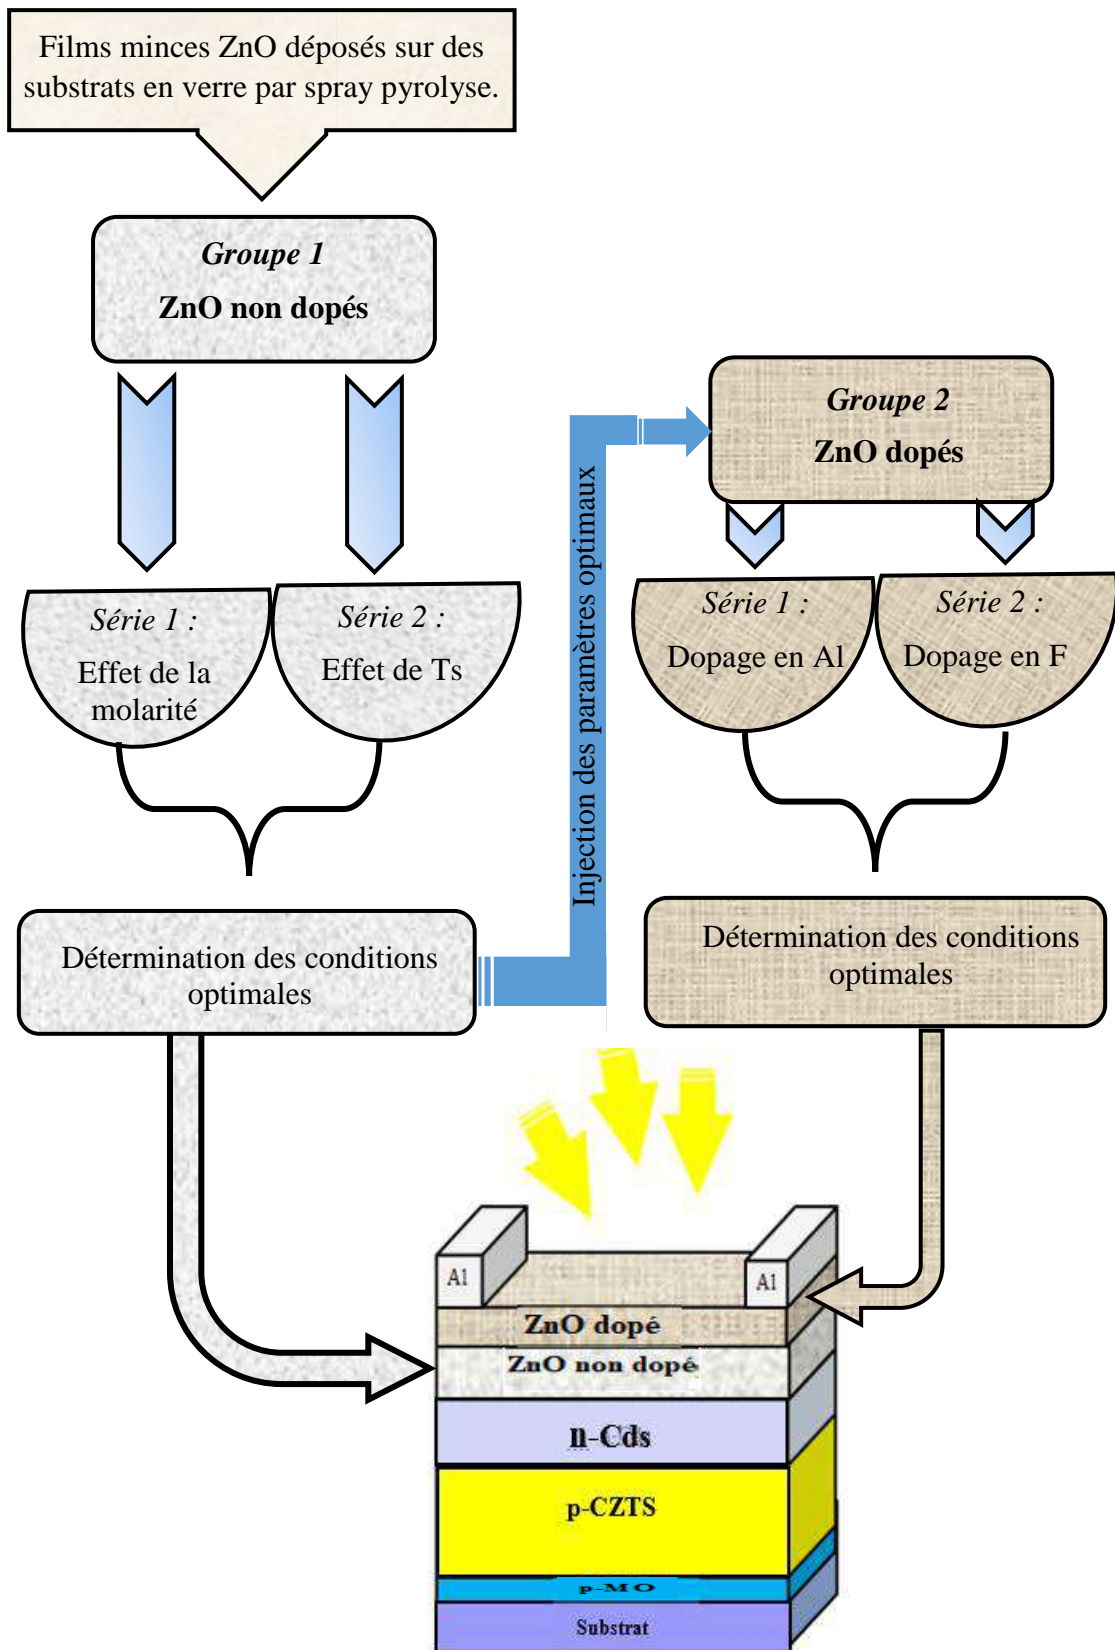 Films minces ZnO déposés sur des
substrats en verre par spray pyrolyse.
Groupe 1
ZnO non dopés
Groupe 2
ZnO dopés
Injection des paramètres optimaux
Série 1 :
Effet de la
molarité
Série 2 :
Effet de Ts
Série 1 :
Dopage en Al
Série 2 :
Dopage en F
Détermination des conditions
optimales
Détermination des conditions
optimales
Al
Al
ZnO dopé
ZnO non dopé
n-Cds
p-CZTS
p-MO
Substrat